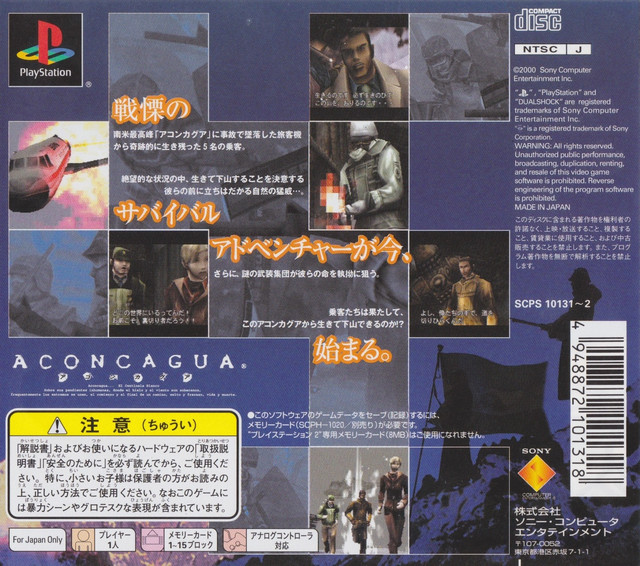 PlayStation
®
COMPACT
disc
NTSC J
©2000 Sony Computer
Entertainment Inc.
", "PlayStation" and
"DUALSHOCK" are registered
trademarks of Sony Computer
Entertainment Inc.
" is a registered trademark of Sony
Corporation.
WARNING: All rights reserved.
Unauthorized public performance,
broadcasting, duplication, renting,
and resale of this video game
software is prohibited. Reverse
engineering of the program software
is prohibited.
MADE IN JAPAN
このディスクに含まれる著作物を権利者の
許諾なく、上映・放送すること、複製する
こと、賃貸業に使用すること、および中古
販売することを禁止します。また、プログ
ラム著作物を無断で解析することを禁止し
ます。
SCPS 10131～2
戦慄の
南米最高峰「アコンカグア」に事故で墜落した旅客機
から奇跡的に生き残った5名の乗客。
絶望的な状況の中、生きて下山することを決意する
彼らの前に立ちはだかる自然の猛威…。
サバイバル
アドベンチャーが今、
さらに、謎の武装集団が彼らの命を執拗に狙う。
乗客たちは果たして、
このアコンカグアから生きて下山できるのか!?
始まる。
よし、俺たちの手で、道を
切りひらくぞ!
ACONCAGUA®
アコンカグア
Aconcagua... El Centinela Blanco
●このソフトウェアのゲームデータをセーブ(記録)するには、
メモリーカード(SCPH-1020/別売り)が必要です。
"プレイステーション 2"専用メモリーカード(8MB)はご使用になれません。
注意(ちゅうい)
「解説書」およびお使いになるハードウェアの「取扱説
明書」「安全のために」を必ず読んでから、ご使用くだ
さい。特に、小さいお子様は保護者の方がお読みの
上、正しい方法でご使用ください。なおこのゲームに
は暴力シーンやグロテスクな表現が含まれています。
For Japan Only
プレイヤー
1人
メモリーカード
1~15ブロック
アナログコントローラ
対応
4 948872 101318
SONY
COMPUTER
ENTERTAINMENT
株式会社
ソニー・コンピュータ
エンタテインメント
〒107-0052
東京都港区赤坂7-1-1